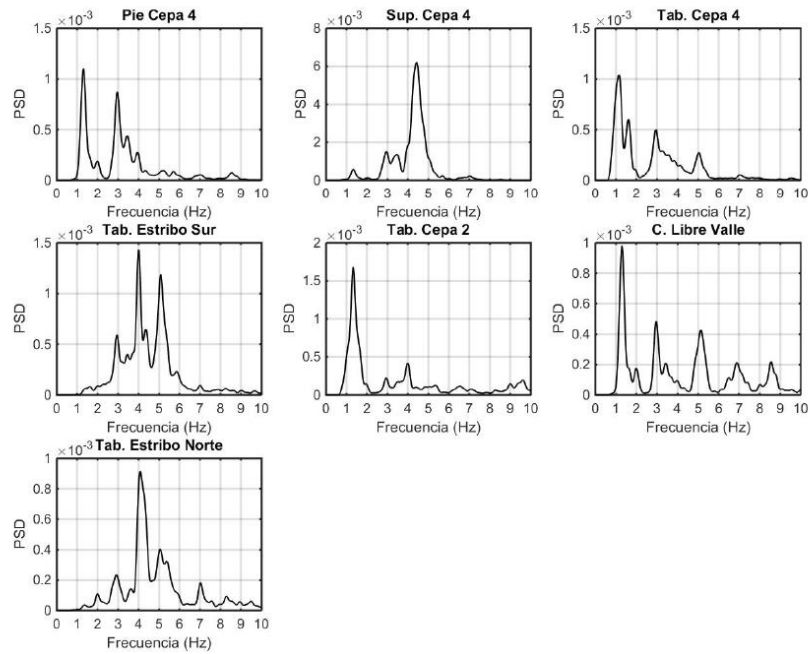 Pie Cepa 4
×10⁻³
PSD
1.5
1
0.5
0
0 1 2 3 4 5 6 7 8 9 10
Frecuencia (Hz)
Sup. Cepa 4
×10⁻³
PSD
8
6
4
2
0
0 1 2 3 4 5 6 7 8 9 10
Frecuencia (Hz)
Tab. Cepa 4
×10⁻³
PSD
1.5
1
0.5
0
0 1 2 3 4 5 6 7 8 9 10
Frecuencia (Hz)
Tab. Estribo Sur
×10⁻³
PSD
1.5
1
0.5
0
0 1 2 3 4 5 6 7 8 9 10
Frecuencia (Hz)
Tab. Cepa 2
×10⁻³
PSD
2
1.5
1
0.5
0
0 1 2 3 4 5 6 7 8 9 10
Frecuencia (Hz)
C. Libre Valle
×10⁻³
PSD
1
0.8
0.6
0.4
0.2
0
0 1 2 3 4 5 6 7 8 9 10
Frecuencia (Hz)
Tab. Estribo Norte
×10⁻³
PSD
1
0.8
0.6
0.4
0.2
0
0 1 2 3 4 5 6 7 8 9 10
Frecuencia (Hz)